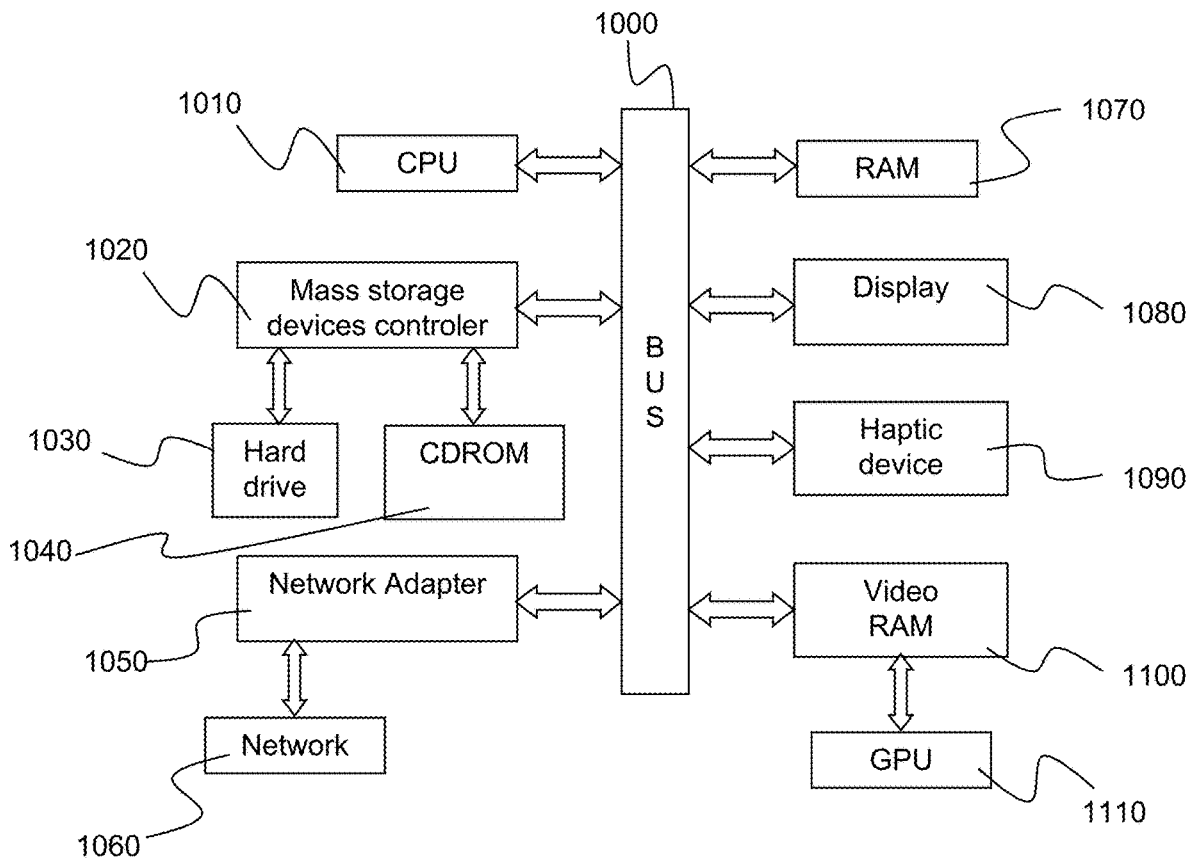 1000
1010
CPU
RAM
1070
1020
Mass storage
devices controler
Display
1080
B
U
S
1030
Hard
drive
CDROM
Haptic
device
1090
1040
Network Adapter
Video
RAM
1050
1100
Network
GPU
1060
1110